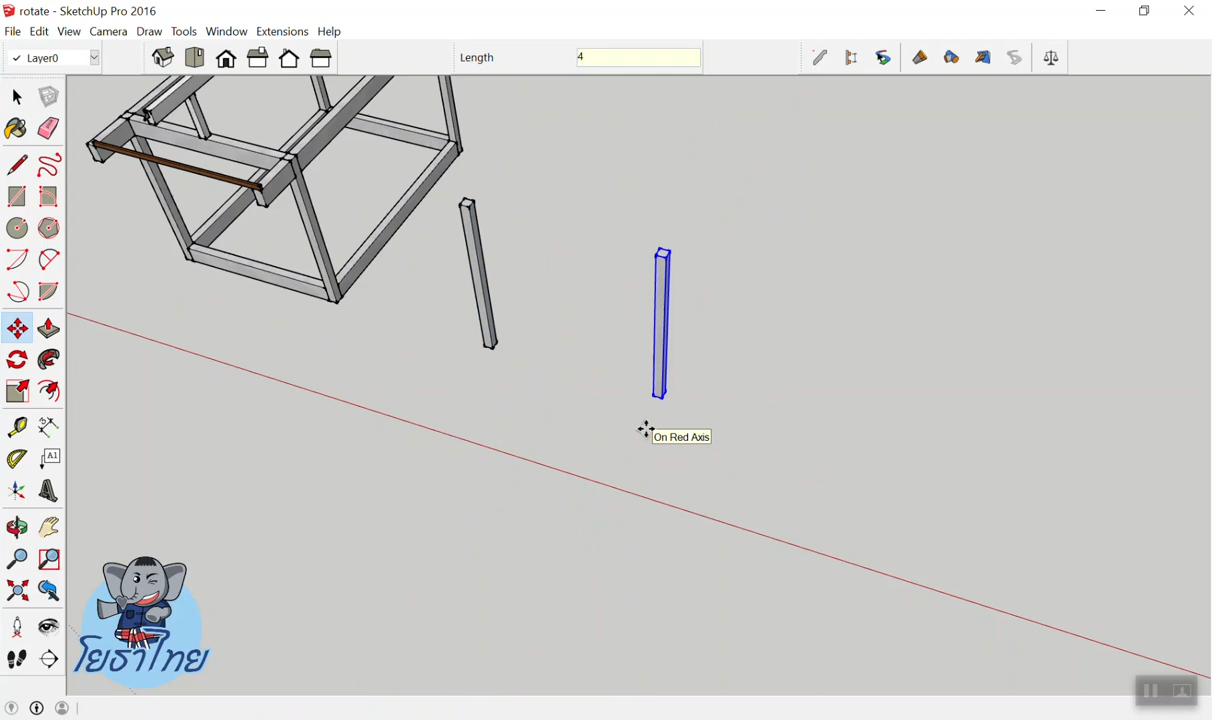 rotate - SketchUp Pro 2016
File Edit View Camera Draw Tools Window Extensions Help
Layer0
Length
4
A1
On Red Axis
โยธาไทย